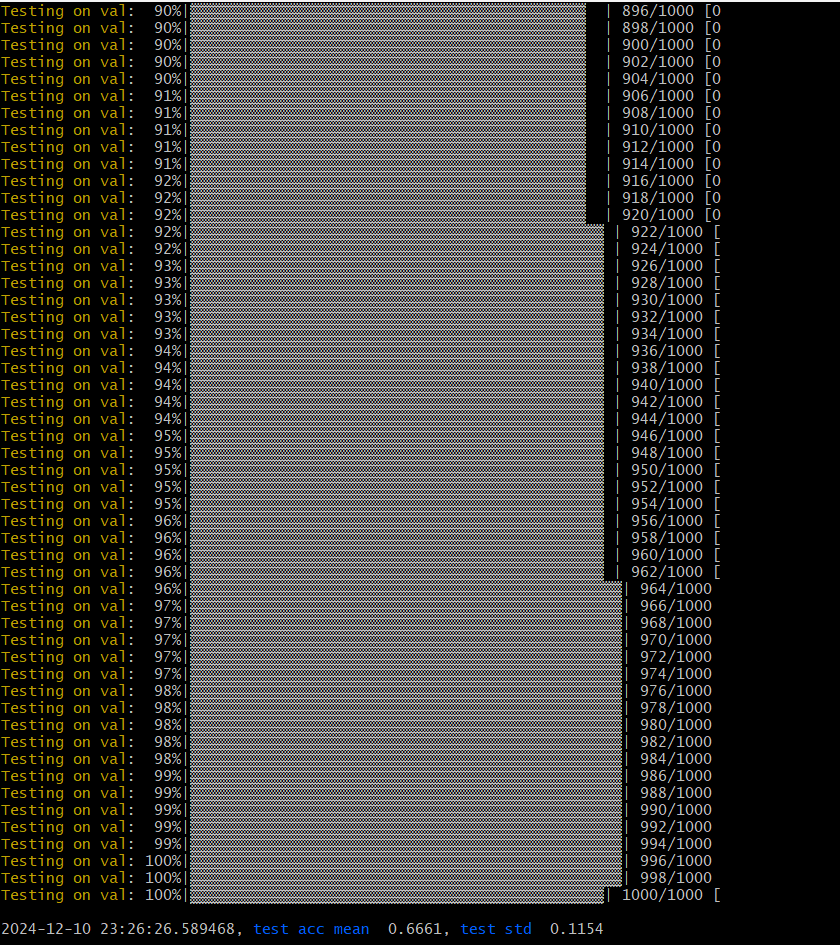 Testing on val:  90%| | 896/1000 [0
Testing on val:  90%| | 898/1000 [0
Testing on val:  90%| | 900/1000 [0
Testing on val:  90%| | 902/1000 [0
Testing on val:  90%| | 904/1000 [0
Testing on val:  91%| | 906/1000 [0
Testing on val:  91%| | 908/1000 [0
Testing on val:  91%| | 910/1000 [0
Testing on val:  91%| | 912/1000 [0
Testing on val:  91%| | 914/1000 [0
Testing on val:  92%| | 916/1000 [0
Testing on val:  92%| | 918/1000 [0
Testing on val:  92%| | 920/1000 [0
Testing on val:  92%| | 922/1000 [
Testing on val:  92%| | 924/1000 [
Testing on val:  93%| | 926/1000 [
Testing on val:  93%| | 928/1000 [
Testing on val:  93%| | 930/1000 [
Testing on val:  93%| | 932/1000 [
Testing on val:  93%| | 934/1000 [
Testing on val:  94%| | 936/1000 [
Testing on val:  94%| | 938/1000 [
Testing on val:  94%| | 940/1000 [
Testing on val:  94%| | 942/1000 [
Testing on val:  94%| | 944/1000 [
Testing on val:  95%| | 946/1000 [
Testing on val:  95%| | 948/1000 [
Testing on val:  95%| | 950/1000 [
Testing on val:  95%| | 952/1000 [
Testing on val:  95%| | 954/1000 [
Testing on val:  96%| | 956/1000 [
Testing on val:  96%| | 958/1000 [
Testing on val:  96%| | 960/1000 [
Testing on val:  96%| | 962/1000 [
Testing on val:  96%| | 964/1000
Testing on val:  97%| | 966/1000
Testing on val:  97%| | 968/1000
Testing on val:  97%| | 970/1000
Testing on val:  97%| | 972/1000
Testing on val:  97%| | 974/1000
Testing on val:  98%| | 976/1000
Testing on val:  98%| | 978/1000
Testing on val:  98%| | 980/1000
Testing on val:  98%| | 982/1000
Testing on val:  98%| | 984/1000
Testing on val:  99%| | 986/1000
Testing on val:  99%| | 988/1000
Testing on val:  99%| | 990/1000
Testing on val:  99%| | 992/1000
Testing on val:  99%| | 994/1000
Testing on val: 100%| | 996/1000
Testing on val: 100%| | 998/1000
Testing on val: 100%| | 1000/1000 [
2024-12-10 23:26:26.589468, test acc mean  0.6661, test std  0.1154